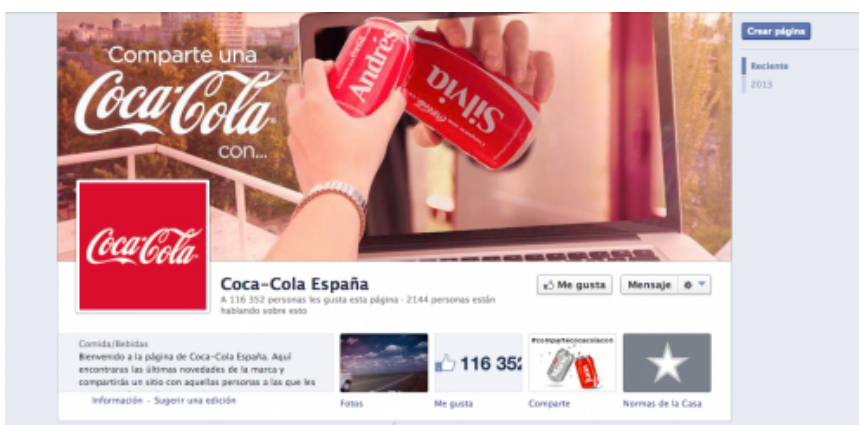 Comparte una
Coca-Cola
con...
Andrés
Silvia
Crear página
Reciente
2013
Coca-Cola
Coca-Cola España
A 116 352 personas les gusta esta página · 2144 personas están
hablando sobre esto
Me gusta
Mensaje
Comida/Bebidas
Bienvenido a la página de Coca-Cola España. Aquí
encontraras las últimas novedades de la marca y
compartirás un sitio con aquellas personas a las que les
Información - Sugerir una edición
116 352
#compartecocacolacon
Fotos
Me gusta
Comparte
Normas de la Casa